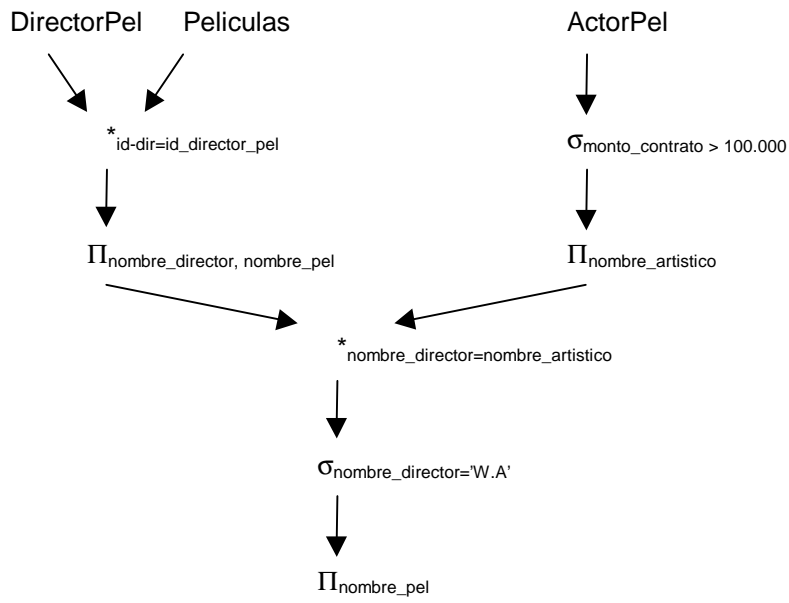 DirectorPel Peliculas ActorPel
*id-dir=id_director_pel
σmonto_contrato > 100.000
Πnombre_director, nombre_pel
Πnombre_artistico
*nombre_director=nombre_artistico
σnombre_director='W.A’
Πnombre_pel